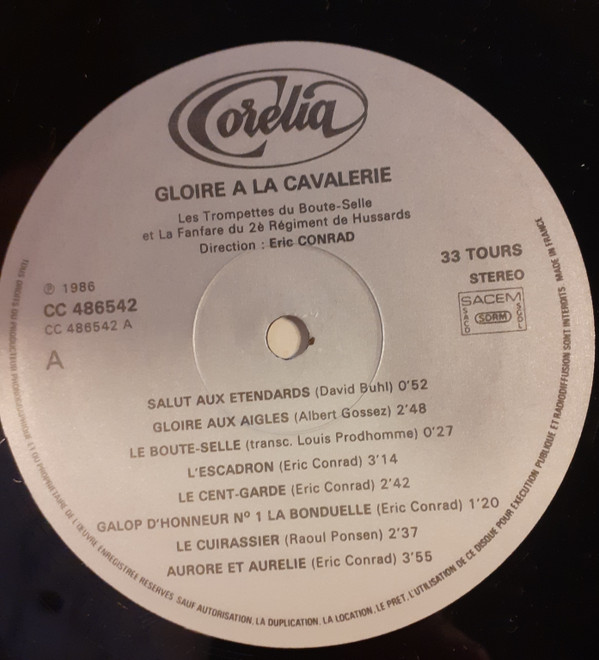 Corélia
GLOIRE A LA CAVALERIE
Les Trompettes du Boute-Selle
et La Fanfare du 2è Régiment de Hussards
Direction : Eric CONRAD
℗ 1986
CC 486542
CC 486542 A
A
33 TOURS
STEREO
SACEM
SACD SDRM SCDL
SALUT AUX ETENDARDS (David Buhl) 0'52
GLOIRE AUX AIGLES (Albert Gossez) 2'48
LE BOUTE-SELLE (transc. Louis Prodhomme) 0'27
L'ESCADRON (Eric Conrad) 3'14
LE CENT-GARDE (Eric Conrad) 2'42
GALOP D'HONNEUR Nº 1 LA BONDUELLE (Eric Conrad) 1'20
LE CUIRASSIER (Raoul Ponsen) 2'37
AURORE ET AURELIE (Eric Conrad) 3'55
TOUS DROITS DU PRODUCTEUR PHONOGRAPHIQUE ET DU PROPRIETAIRE DE L'ŒUVRE ENREGISTREE RESERVES. SAUF AUTORISATION, LA DUPLICATION, LA LOCATION, LE PRET, L'UTILISATION DE CE DISQUE POUR EXECUTION PUBLIQUE ET RADIODIFFUSION SONT INTERDITS MADE IN FRANCE